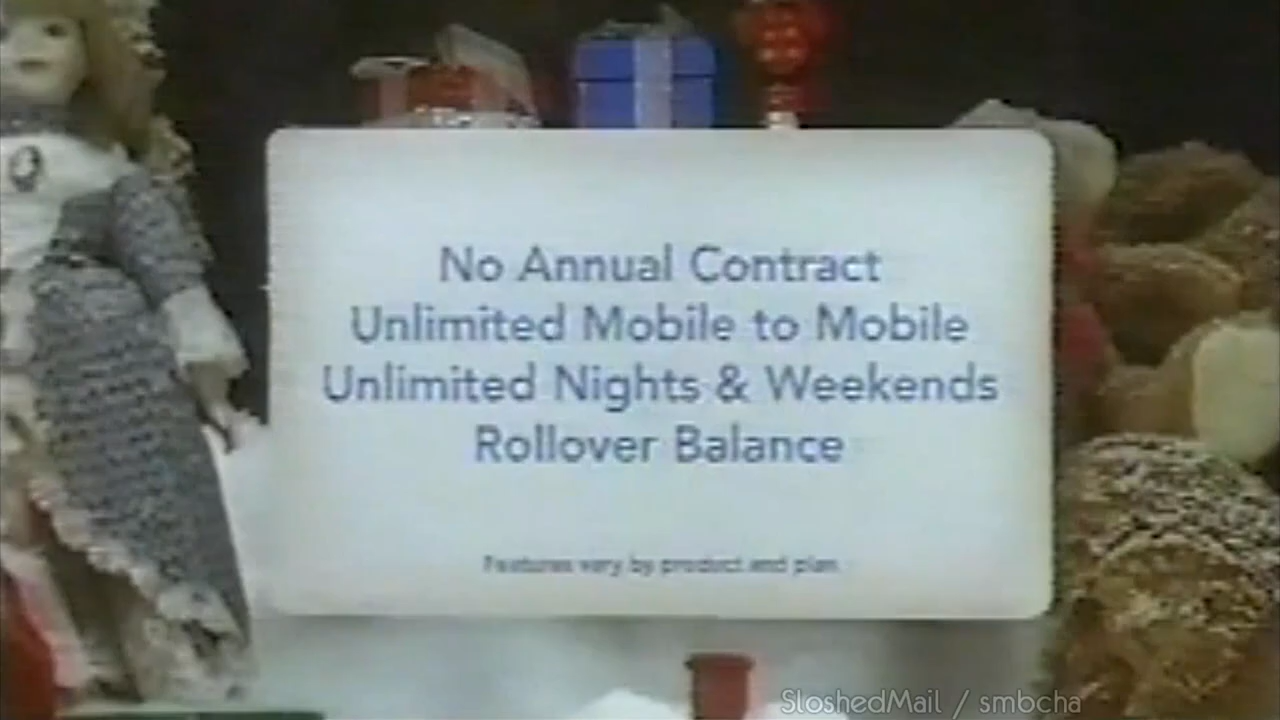 No Annual Contract
Unlimited Mobile to Mobile
Unlimited Nights & Weekends
Rollover Balance
Features vary by product and plan
SloshedMail / smbcha